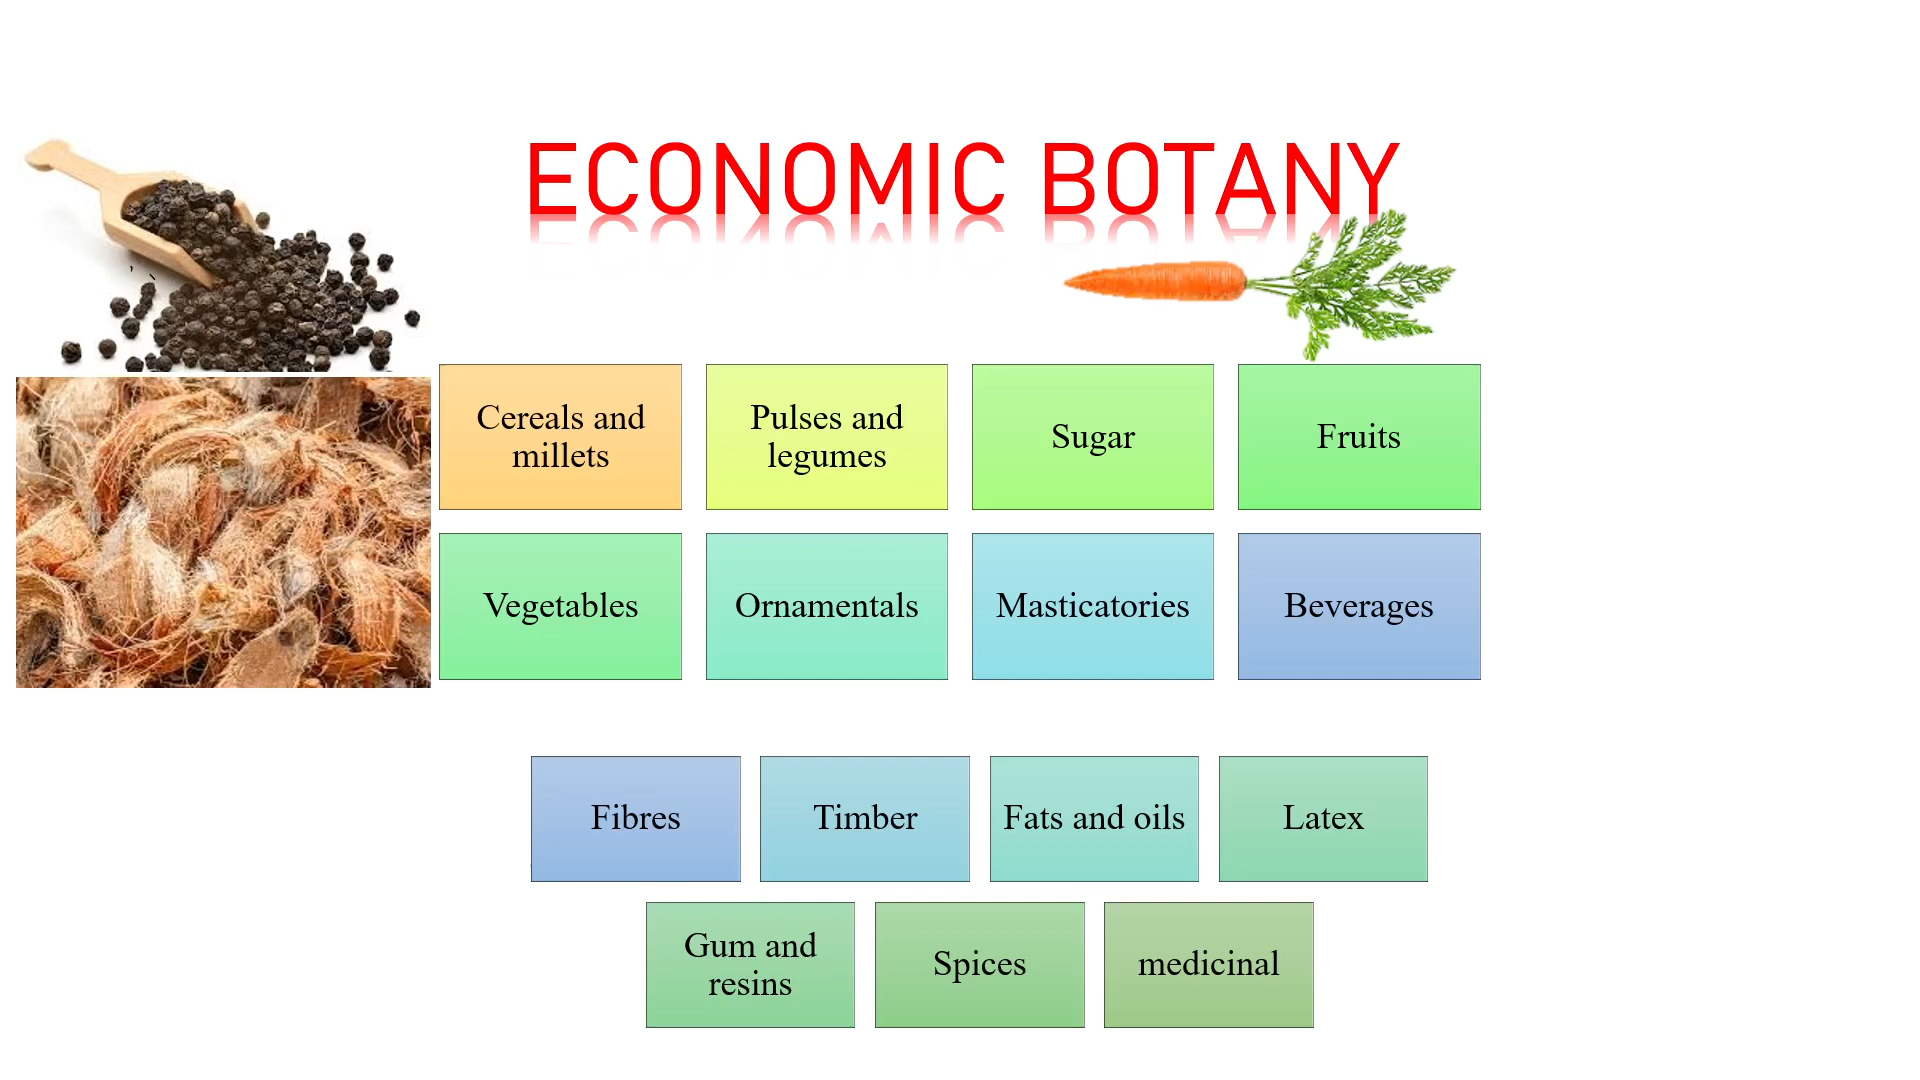 ECONOMIC BOTANY
Cereals and
millets
Pulses and
legumes
Sugar
Fruits
Vegetables
Ornamentals
Masticatories
Beverages
Fibres
Timber
Fats and oils
Latex
Gum and
resins
Spices
medicinal